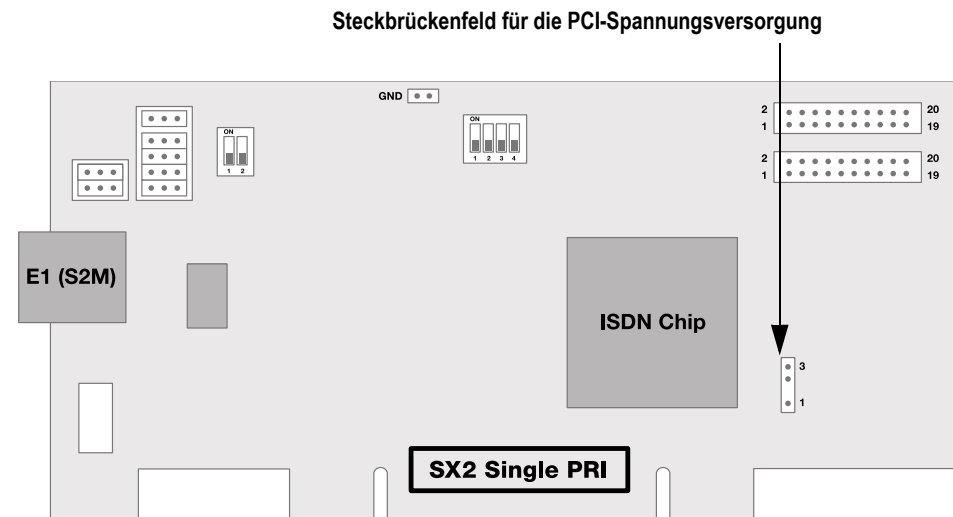 Steckbrückenfeld für die PCI-Spannungsversorgung
GND
ON
1 2
ON
1 2 3 4
2 20
1 19
2 20
1 19
E1 (S2M)
ISDN Chip
3
1
SX2 Single PRI